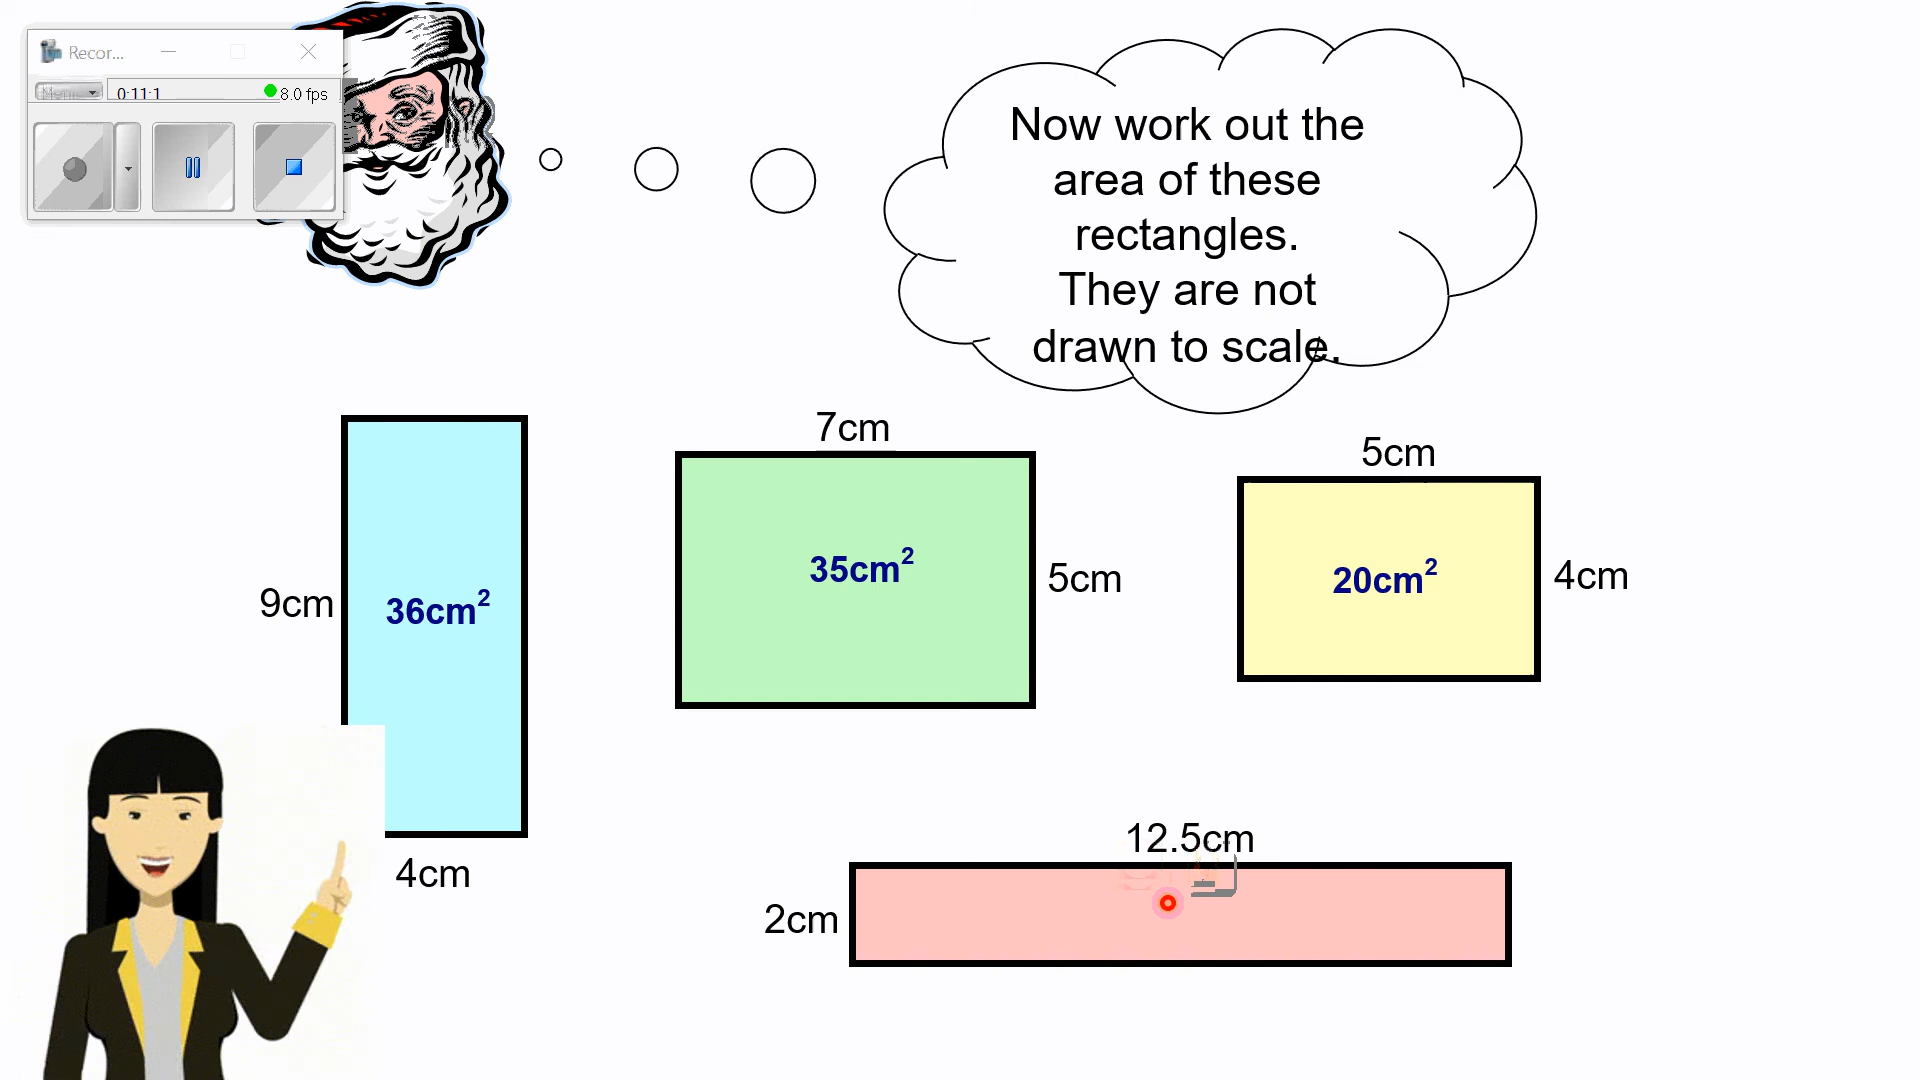 Recor...
Menu
0:11:1
8.0 fps
Now work out the
area of these
rectangles.
They are not
drawn to scale.
7cm
5cm
35cm²
5cm
20cm²
4cm
9cm
36cm²
4cm
12.5cm
2cm